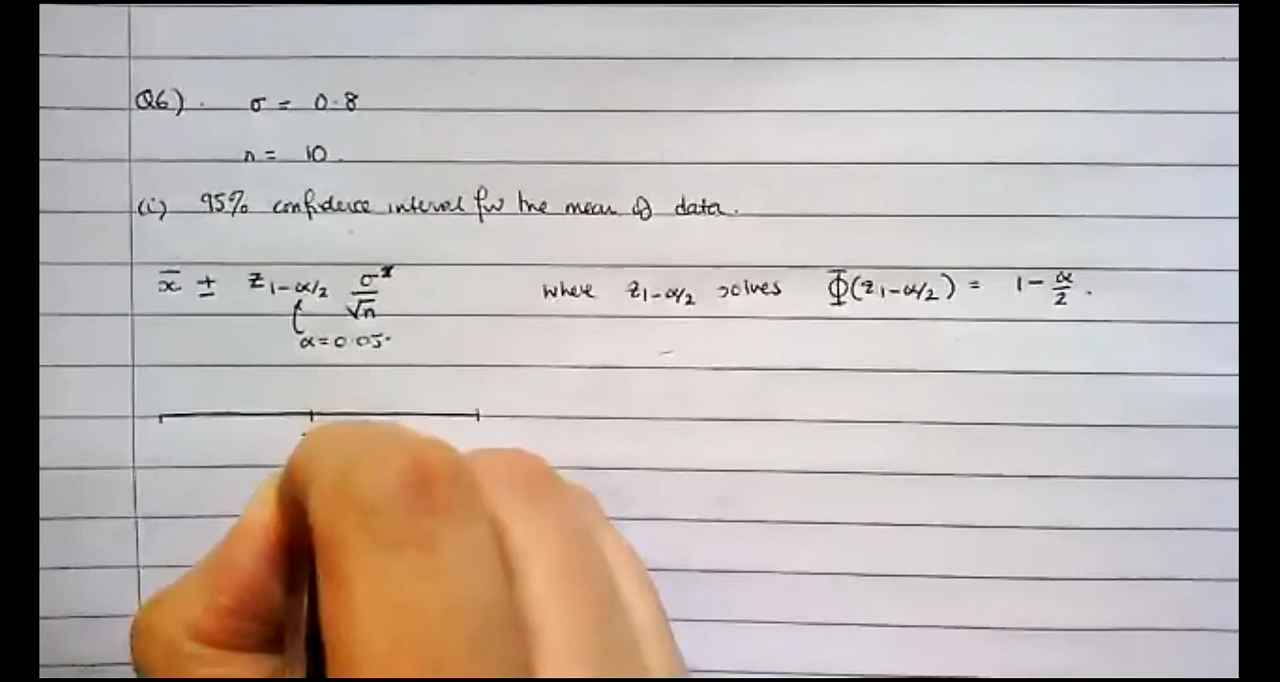 Q6). σ = 0.8
n = 10.
(i) 95% confidence interval for the mean of data.
x̄ ± z₁₋α/₂ σ/√n where z₁₋α/₂ solves Φ(z₁₋α/₂) = 1 - α/2.
α = 0.05.